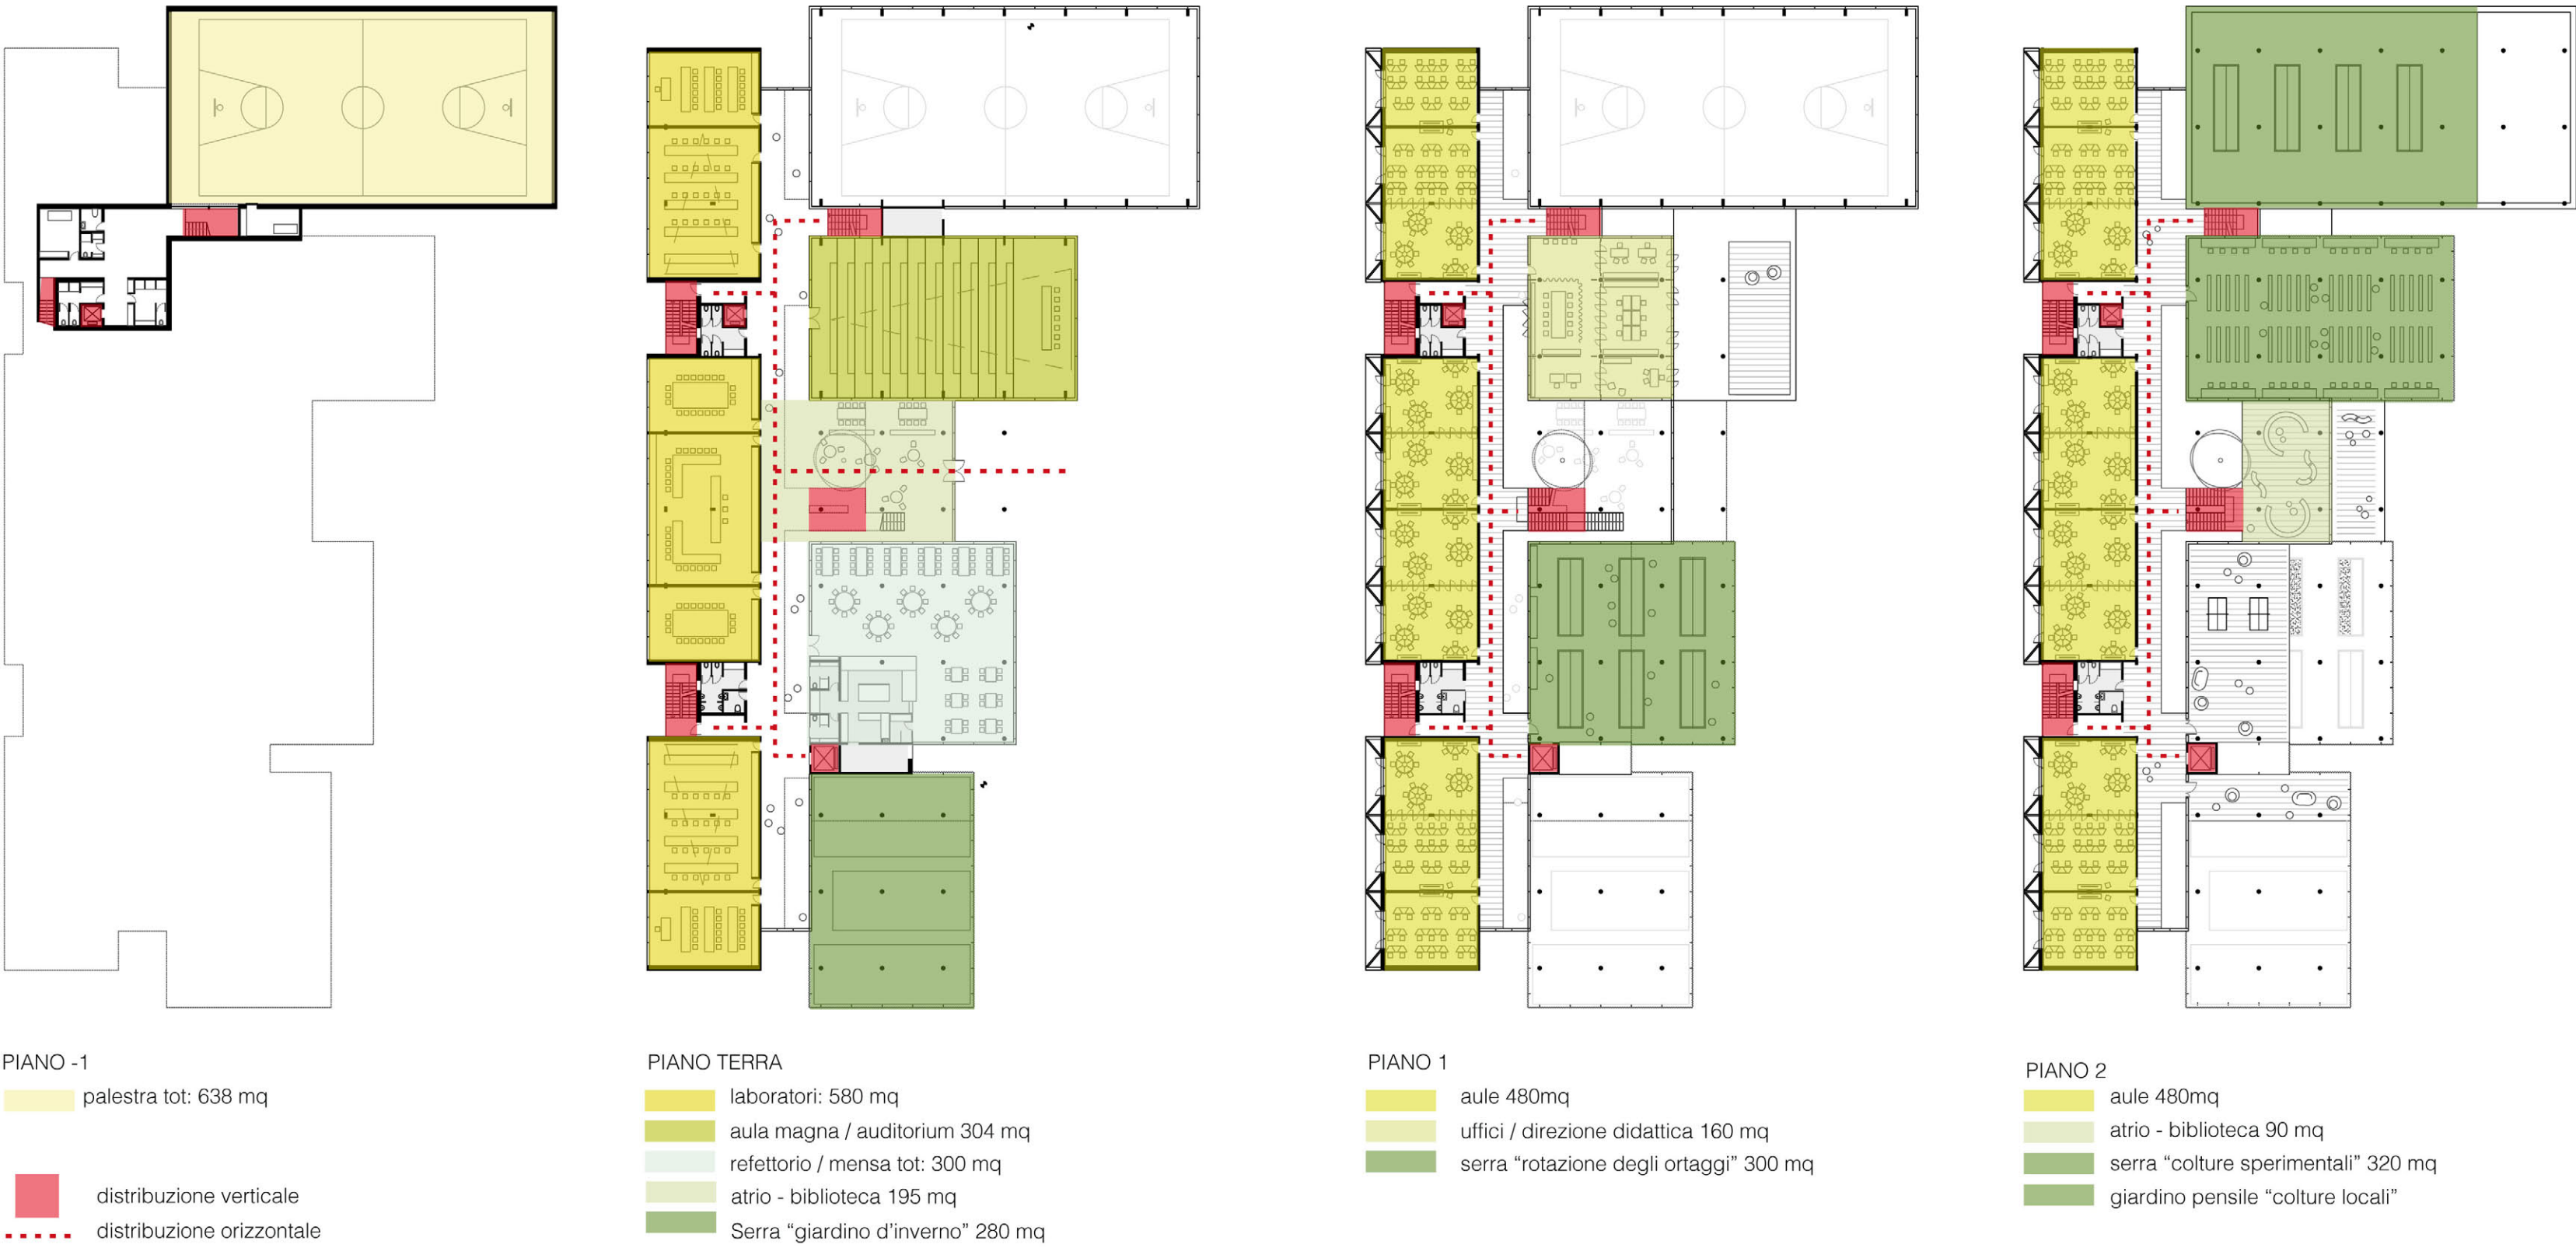 PIANO -1
palestra tot: 638 mq
distribuzione verticale
distribuzione orizzontale
PIANO TERRA
laboratori: 580 mq
aula magna / auditorium 304 mq
refettorio / mensa tot: 300 mq
atrio - biblioteca 195 mq
Serra “giardino d’inverno” 280 mq
PIANO 1
aule 480mq
uffici / direzione didattica 160 mq
serra “rotazione degli ortaggi” 300 mq
PIANO 2
aule 480mq
atrio - biblioteca 90 mq
serra “colture sperimentali” 320 mq
giardino pensile “colture locali”